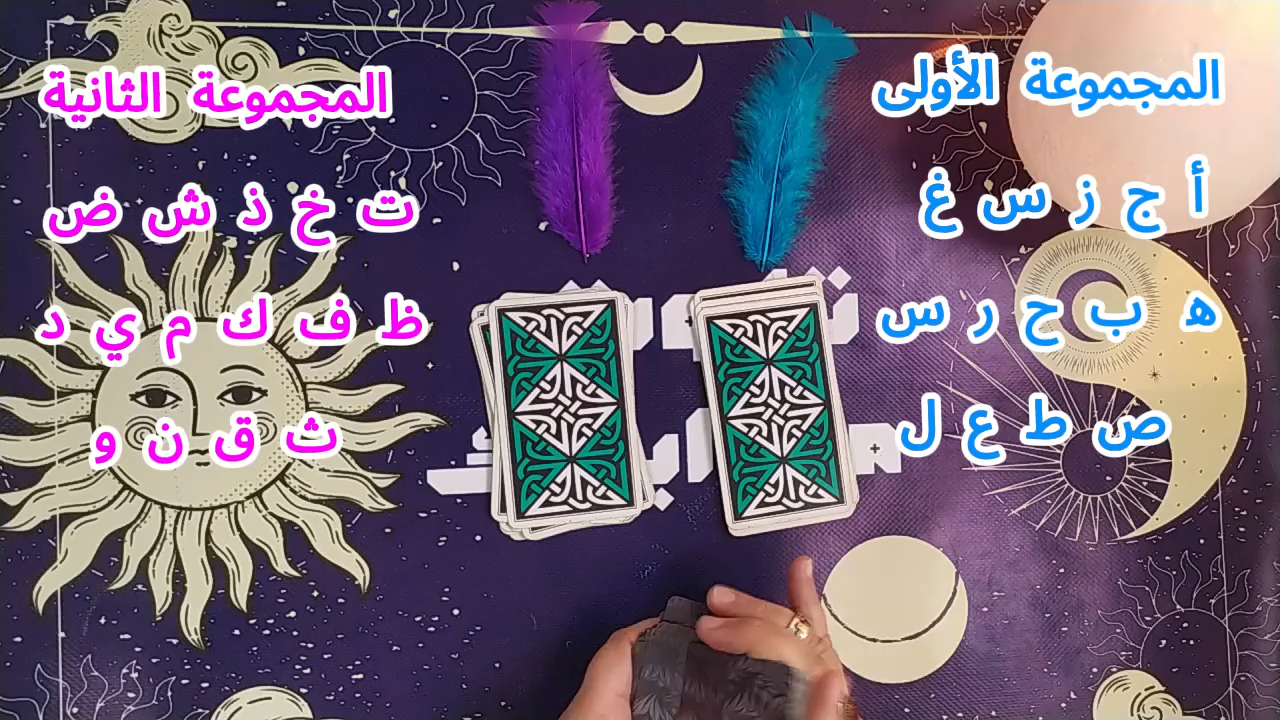 المجموعة الأولى
أ ج ز س غ
ه ب ح ر س
ص ط ع ل
المجموعة الثانية
ت خ ذ ش ض
ظ ف ك م ي د
ث ق ن و